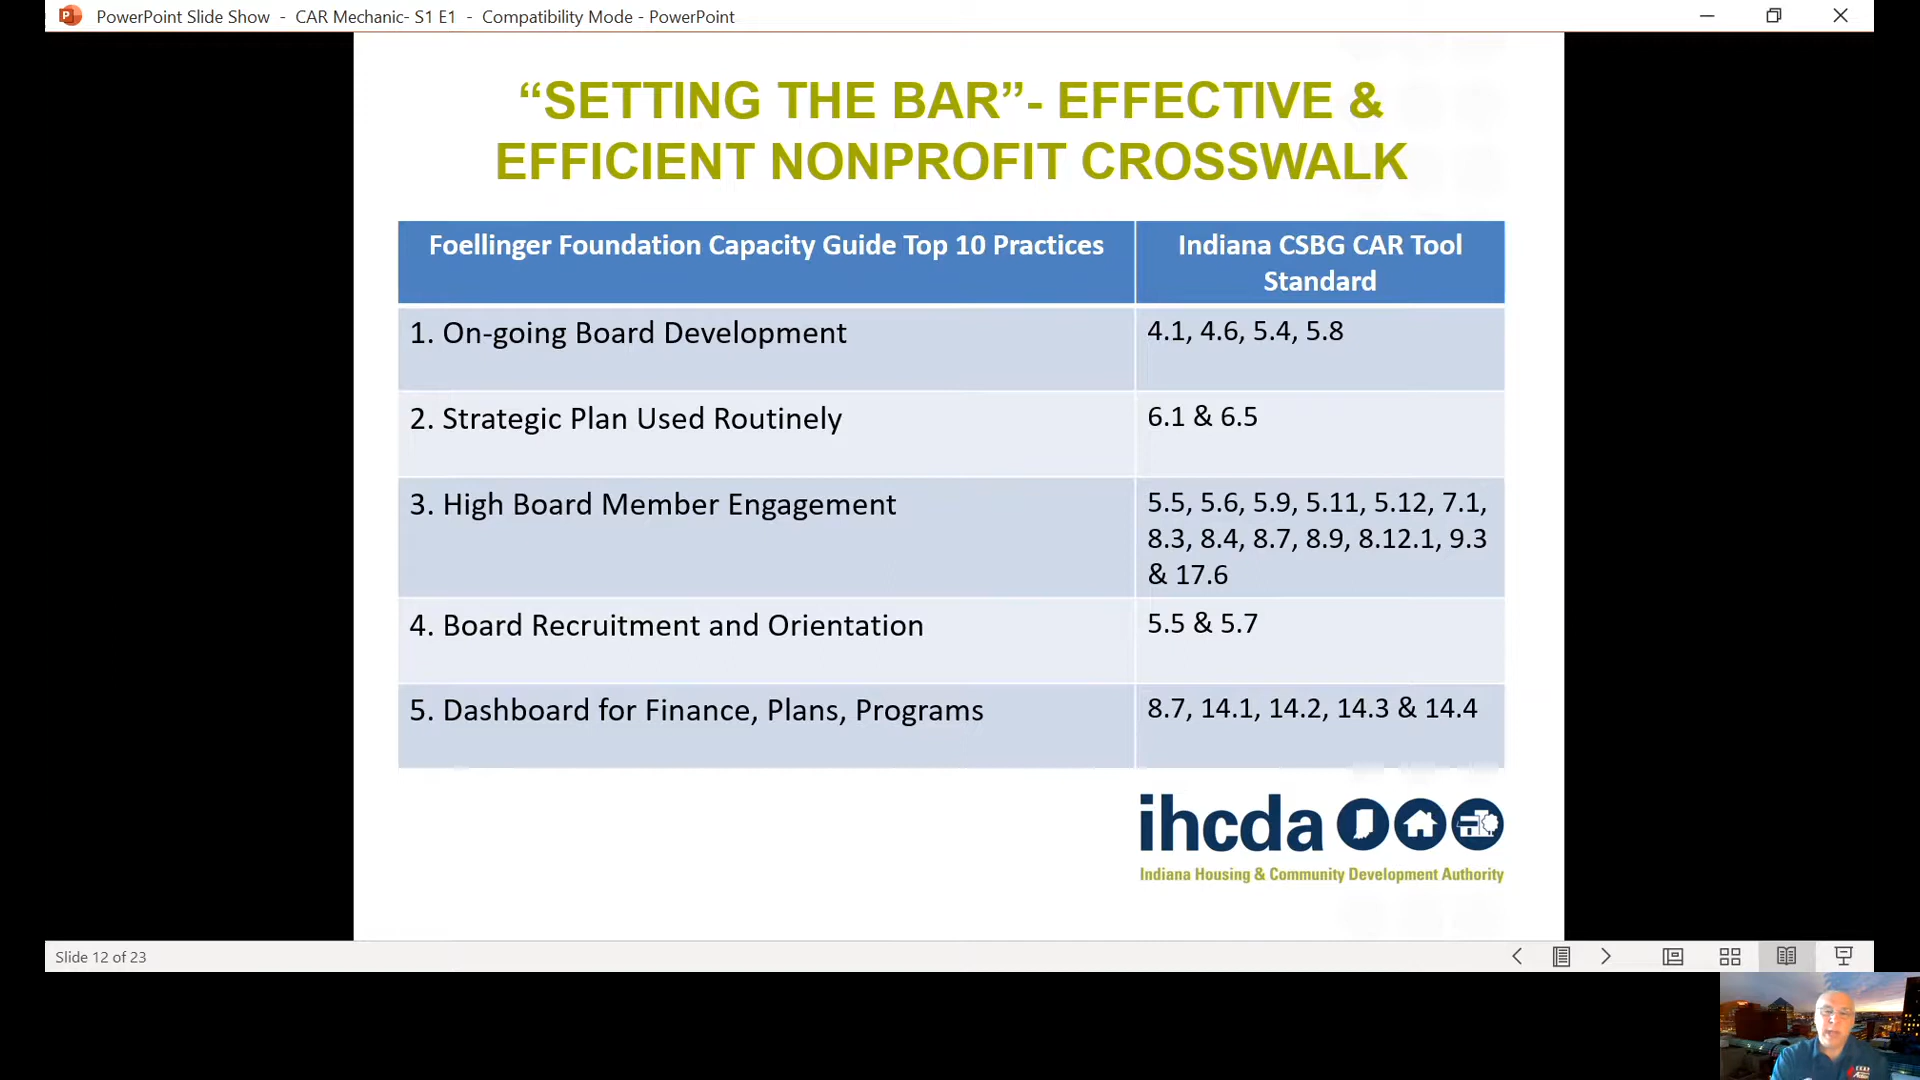 PowerPoint Slide Show - CAR Mechanic- S1 E1 - Compatibility Mode - PowerPoint
“SETTING THE BAR”- EFFECTIVE &
EFFICIENT NONPROFIT CROSSWALK
Foellinger Foundation Capacity Guide Top 10 Practices
Indiana CSBG CAR Tool
Standard
1. On-going Board Development
4.1, 4.6, 5.4, 5.8
2. Strategic Plan Used Routinely
6.1 & 6.5
3. High Board Member Engagement
5.5, 5.6, 5.9, 5.11, 5.12, 7.1,
8.3, 8.4, 8.7, 8.9, 8.12.1, 9.3
& 17.6
4. Board Recruitment and Orientation
5.5 & 5.7
5. Dashboard for Finance, Plans, Programs
8.7, 14.1, 14.2, 14.3 & 14.4
ihcda
Indiana Housing & Community Development Authority
Slide 12 of 23